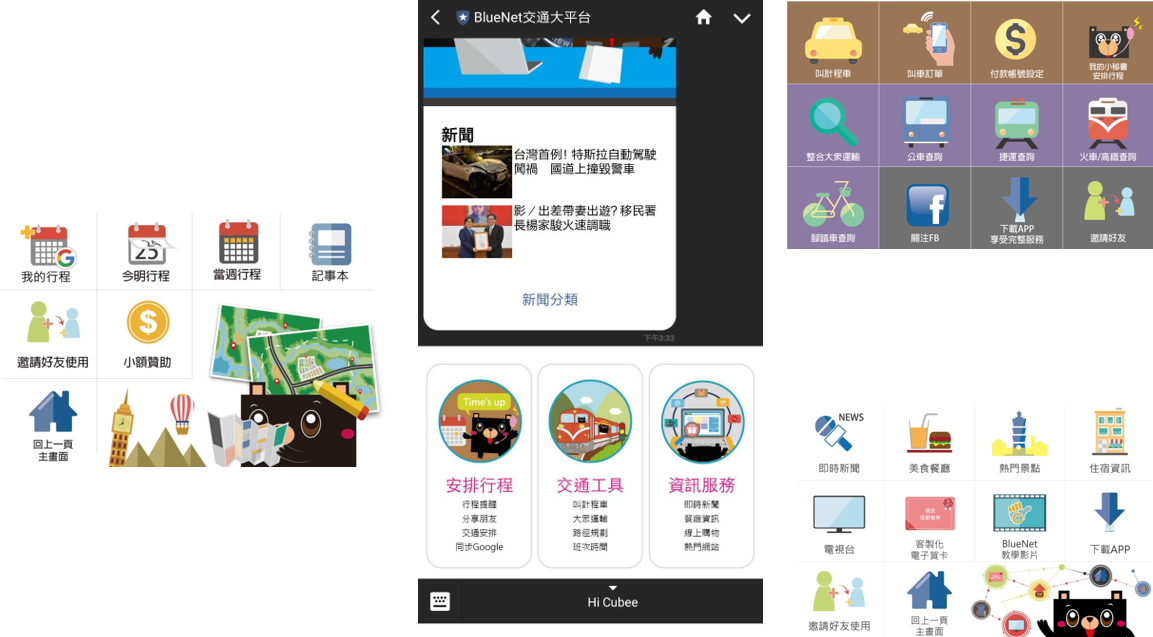 我的行程
今明行程
當週行程
記事本
25
邀請好友使用
小額贊助
$
回上一頁
主畫面
BlueNet交通大平台
新聞
台灣首例! 特斯拉自動駕駛
闖禍 國道上撞毀警車
影／出差帶妻出遊? 移民署
長楊家駿火速調職
新聞分類
下午3:33
Time's up
安排行程
行程提醒
分享朋友
交通安排
同步Google
交通工具
叫計程車
大眾運輸
路徑規劃
班次時間
資訊服務
即時新聞
餐廳資訊
線上購物
熱門網站
Hi Cubee
叫計程車
叫車訂單
$
付款帳號設定
我的小秘書
安排行程
整合大眾運輸
公車查詢
捷運查詢
火車/高鐵查詢
腳踏車查詢
關注FB
下載APP
享受完整服務
邀請好友
NEWS
即時新聞
美食餐廳
熱門景點
住宿資訊
電視台
客製化
電子賀卡
BlueNet
教學影片
下載APP
邀請好友使用
回上一頁
主畫面